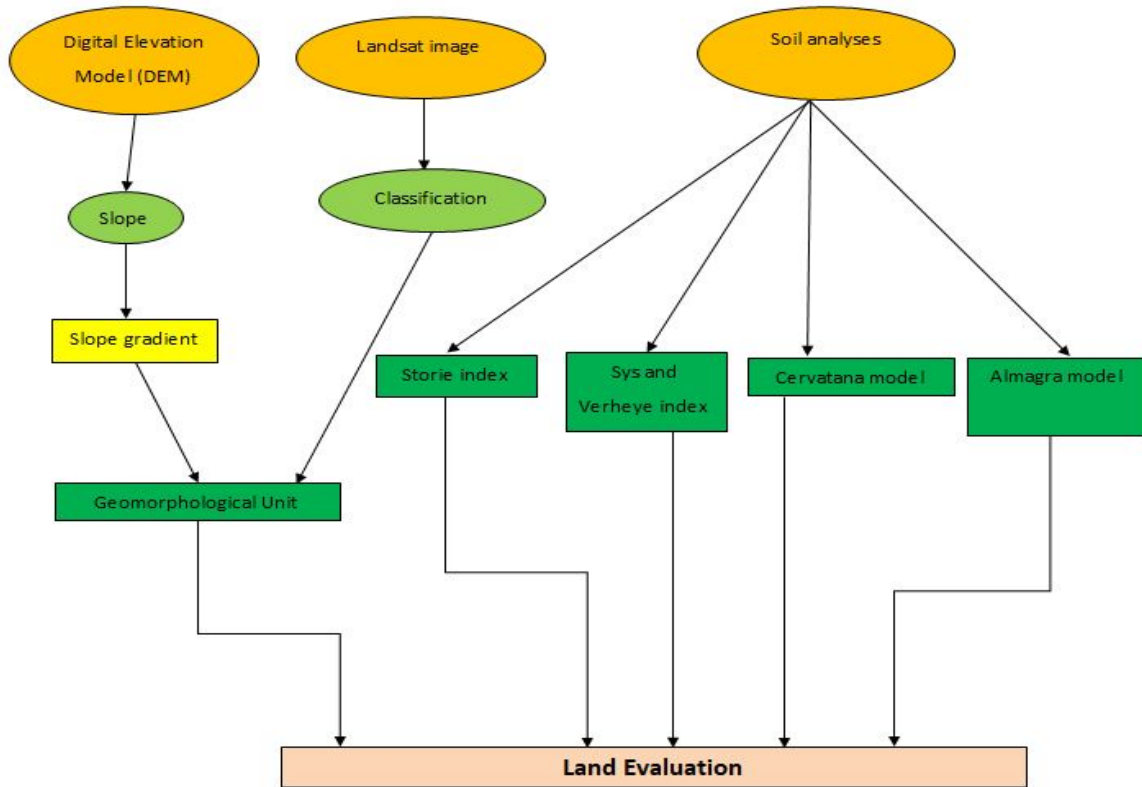 Digital Elevation
Model (DEM)
Landsat image
Soil analyses
Slope
Classification
Slope gradient
Storie index
Sys and
Verheye index
Cervatana model
Almagra model
Geomorphological Unit
Land Evaluation